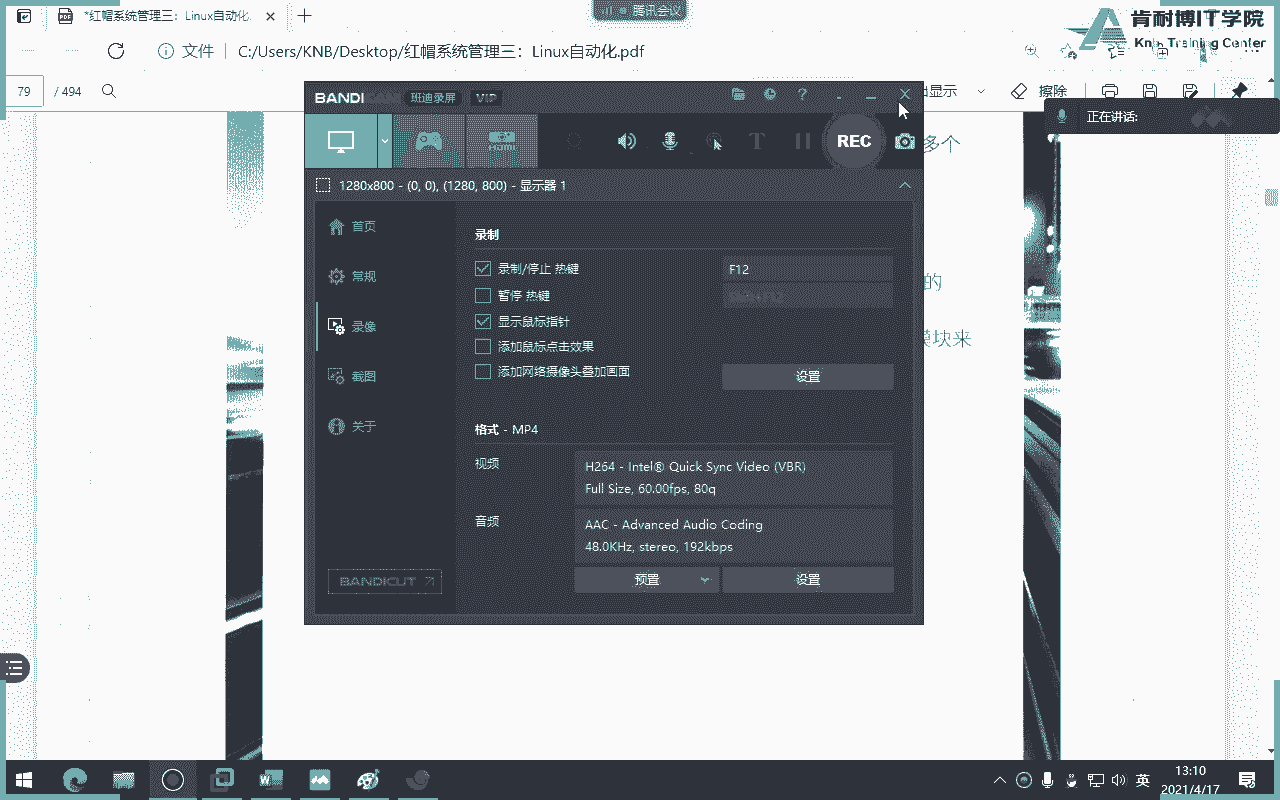 *红帽系统管理三：Linux自动化.
腾讯会议
肯耐博IT学院
Knb Training Center
文件
C:/Users/KNB/Desktop/红帽系统管理三：Linux自动化.pdf
79 / 494
显示
擦除
正在讲话:
BANDICAM 班迪录屏 VIP
HDMI
REC
1280x800 - (0, 0), (1280, 800) - 显示器 1
多个
的
模块来
首页
常规
录像
截图
关于
BANDICUT
录制
录制/停止 热键 F12
暂停 热键 Shift+F12
显示鼠标指针
添加鼠标点击效果
添加网络摄像头叠加画面
设置
格式 - MP4
视频
H264 - Intel® Quick Sync Video (VBR)
Full Size, 60.00fps, 80q
音频
AAC - Advanced Audio Coding
48.0KHz, stereo, 192kbps
预置 设置
英
13:10
2021/4/17